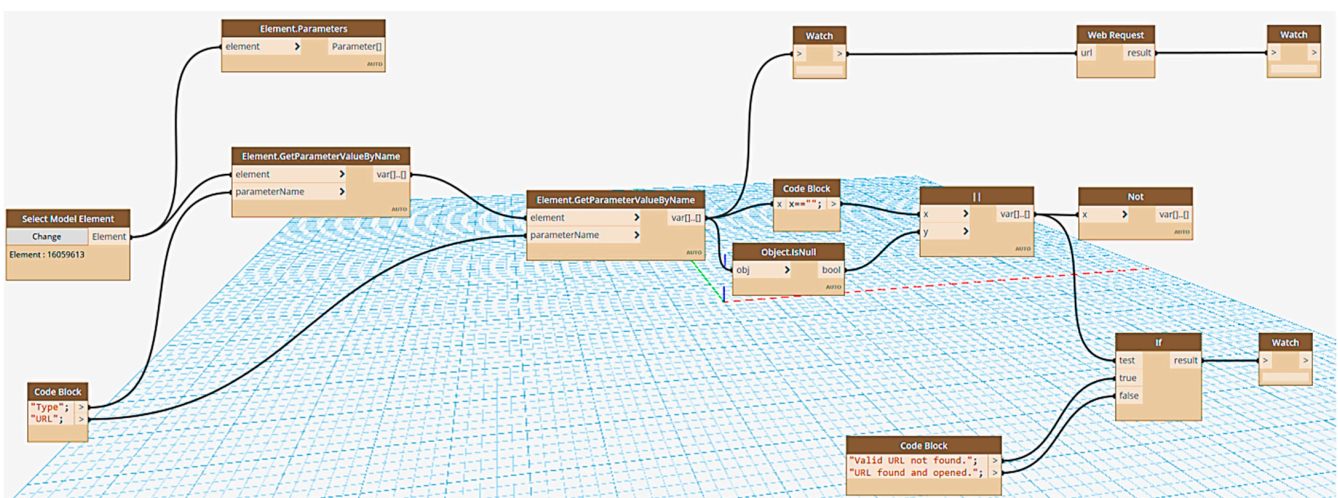 Element.Parameters
element > Parameter[]
AUTO
Watch
> >
Web Request
url result
Watch
> >
Element.GetParameterValueByName
element > var[]..[]
parameterName >
AUTO
Select Model Element
Change Element
Element : 16059613
Element.GetParameterValueByName
element > var[]..[]
parameterName >
AUTO
Code Block
x x==""; >
Object.IsNull
obj > bool
AUTO
||
x > var[]..[]
y >
AUTO
Not
x > var[]..[]
AUTO
Code Block
"Type"; >
"URL"; >
If
test result
true
false
Watch
> >
Code Block
"Valid URL not found."; >
"URL found and opened."; >